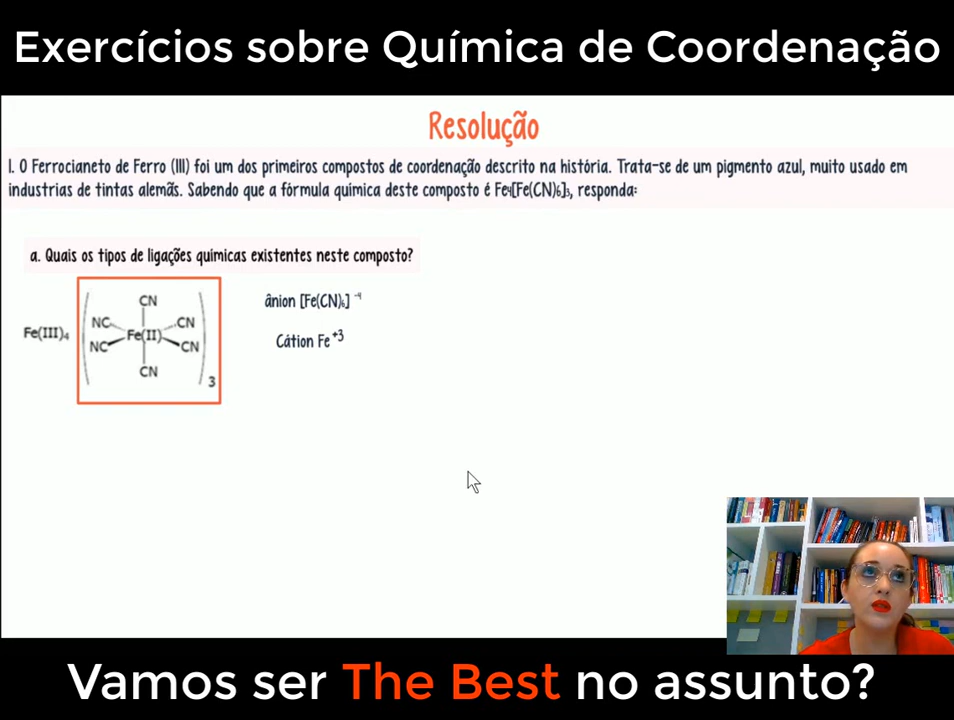 Exercícios sobre Química de Coordenação
Resolução
1. O Ferrocianeto de Ferro (III) foi um dos primeiros compostos de coordenação descrito na história. Trata-se de um pigmento azul, muito usado em
industrias de tintas alemãs. Sabendo que a fórmula química deste composto é Fe₄[Fe(CN)₆]₃, responda:
a. Quais os tipos de ligações químicas existentes neste composto?
CN
NC CN
Fe(III)₄ Fe(II)
NC CN
CN
3
ânion [Fe(CN)₆]⁻⁴
Cátion Fe⁺³
Vamos ser The Best no assunto?